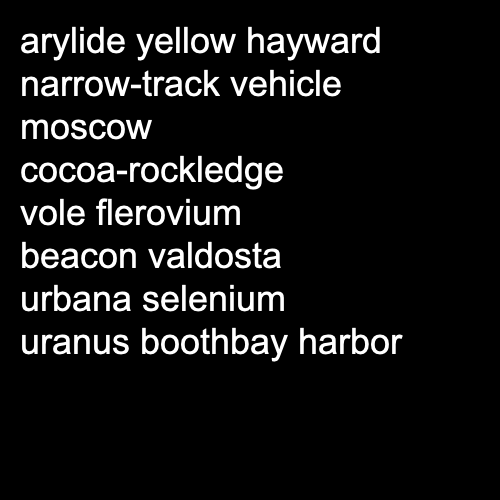 arylide yellow hayward
narrow-track vehicle
moscow
cocoa-rockledge
vole flerovium
beacon valdosta
urbana selenium
uranus boothbay harbor